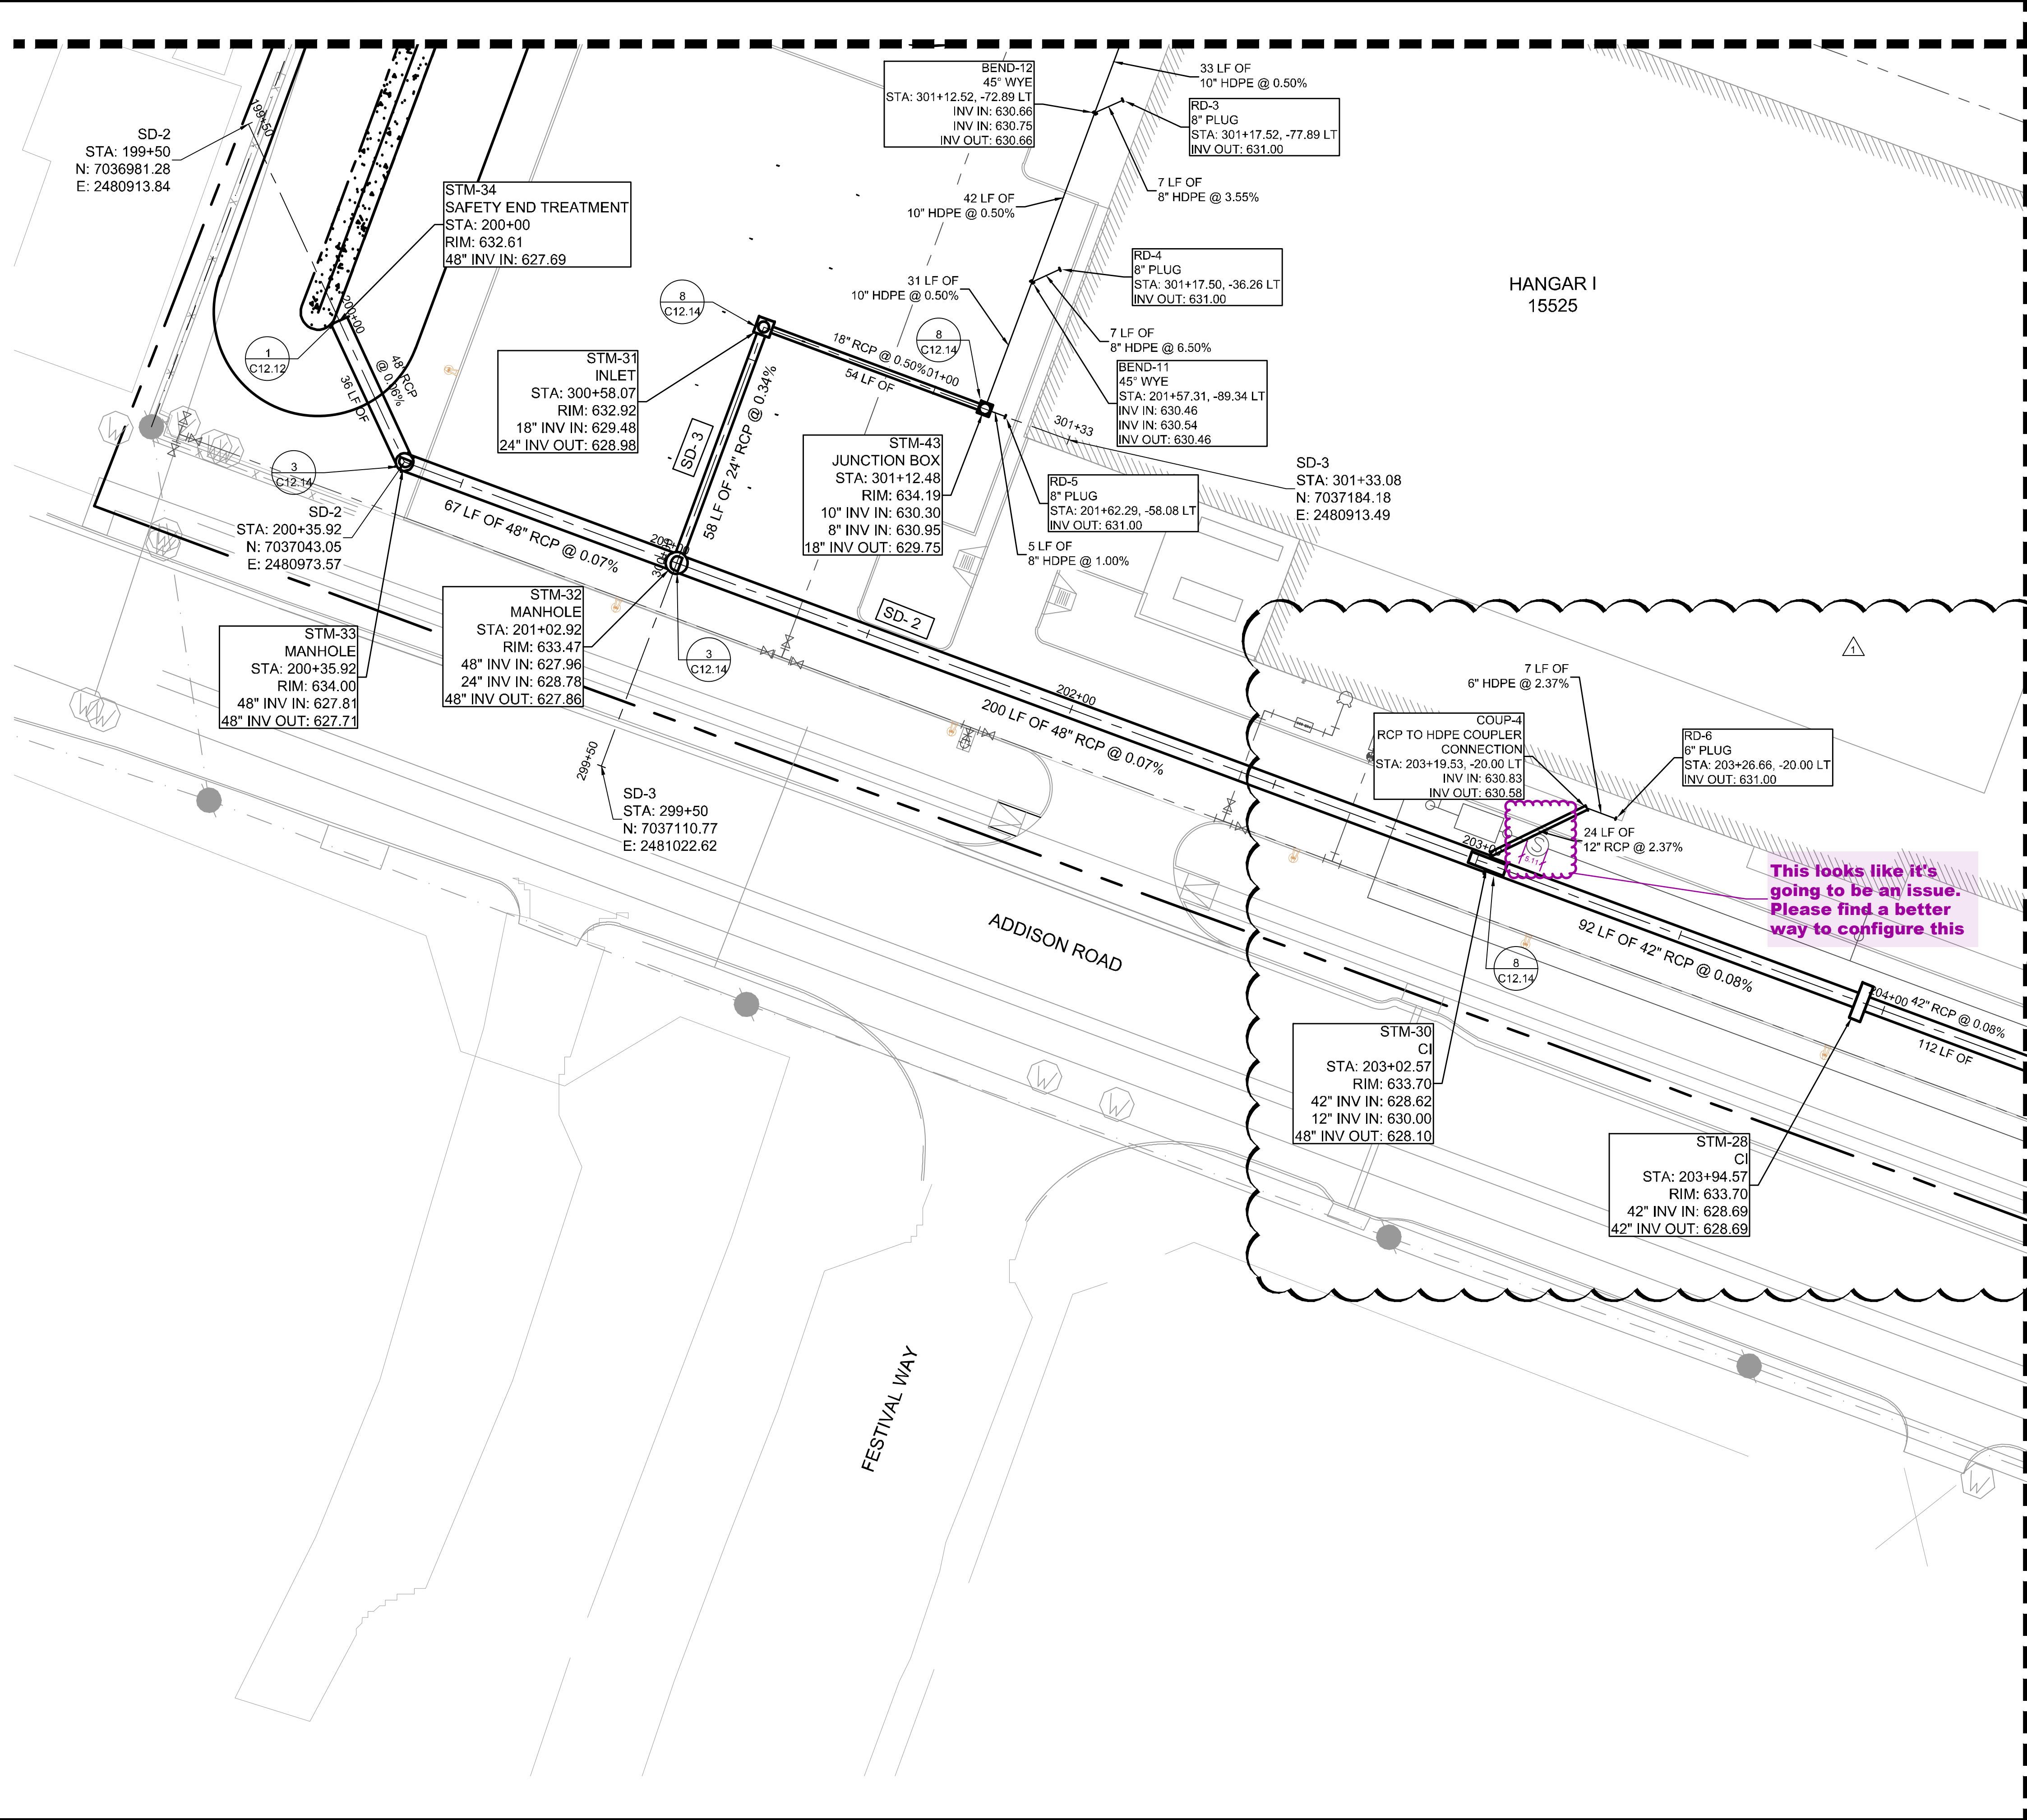 BEND-12
45° WYE
STA: 301+12.52, -72.89 LT
INV IN: 630.66
INV IN: 630.75
INV OUT: 630.66
33 LF OF
10" HDPE @ 0.50%
RD-3
8" PLUG
STA: 301+17.52, -77.89 LT
INV OUT: 631.00
199+50
SD-2
STA: 199+50
N: 7036981.28
E: 2480913.84
STM-34
SAFETY END TREATMENT
STA: 200+00
RIM: 632.61
48" INV IN: 627.69
7 LF OF
8" HDPE @ 3.55%
42 LF OF
10" HDPE @ 0.50%
RD-4
8" PLUG
STA: 301+17.50, -36.26 LT
INV OUT: 631.00
HANGAR I
15525
31 LF OF
10" HDPE @ 0.50%
8
C12.14
200+00
1
C12.12
48" RCP
@ 0.06%
36 LF OF
8
C12.14
18" RCP @ 0.50%
01+00
54 LF OF
7 LF OF
8" HDPE @ 6.50%
STM-31
INLET
STA: 300+58.07
RIM: 632.92
18" INV IN: 629.48
24" INV OUT: 628.98
BEND-11
45° WYE
STA: 201+57.31, -89.34 LT
INV IN: 630.46
INV IN: 630.54
INV OUT: 630.46
58 LF OF 24" RCP @ 0.34%
SD- 3
301+33
STM-43
JUNCTION BOX
STA: 301+12.48
RIM: 634.19
10" INV IN: 630.30
8" INV IN: 630.95
18" INV OUT: 629.75
SD-3
STA: 301+33.08
N: 7037184.18
E: 2480913.49
3
C12.14
RD-5
8" PLUG
STA: 201+62.29, -58.08 LT
INV OUT: 631.00
SD-2
STA: 200+35.92
N: 7037043.05
E: 2480973.57
67 LF OF 48" RCP @ 0.07%
5 LF OF
8" HDPE @ 1.00%
STM-32
MANHOLE
STA: 201+02.92
RIM: 633.47
48" INV IN: 627.96
24" INV IN: 628.78
48" INV OUT: 627.86
SD- 2
STM-33
MANHOLE
STA: 200+35.92
RIM: 634.00
48" INV IN: 627.81
48" INV OUT: 627.71
3
C12.14
1
7 LF OF
6" HDPE @ 2.37%
202+00
200 LF OF 48" RCP @ 0.07%
COUP-4
RCP TO HDPE COUPLER
CONNECTION
STA: 203+19.53, -20.00 LT
INV IN: 630.83
INV OUT: 630.58
RD-6
6" PLUG
STA: 203+26.66, -20.00 LT
INV OUT: 631.00
299+50
SD-3
STA: 299+50
N: 7037110.77
E: 2481022.62
24 LF OF
12" RCP @ 2.37%
S
5.11
This looks like it's
going to be an issue.
Please find a better
way to configure this
ADDISON ROAD
92 LF OF 42" RCP @ 0.08%
8
C12.14
204+00
42" RCP @ 0.08%
112 LF OF
STM-30
CI
STA: 203+02.57
RIM: 633.70
42" INV IN: 628.62
12" INV IN: 630.00
48" INV OUT: 628.10
W
W
STM-28
CI
STA: 203+94.57
RIM: 633.70
42" INV IN: 628.69
42" INV OUT: 628.69
FESTIVAL WAY
W